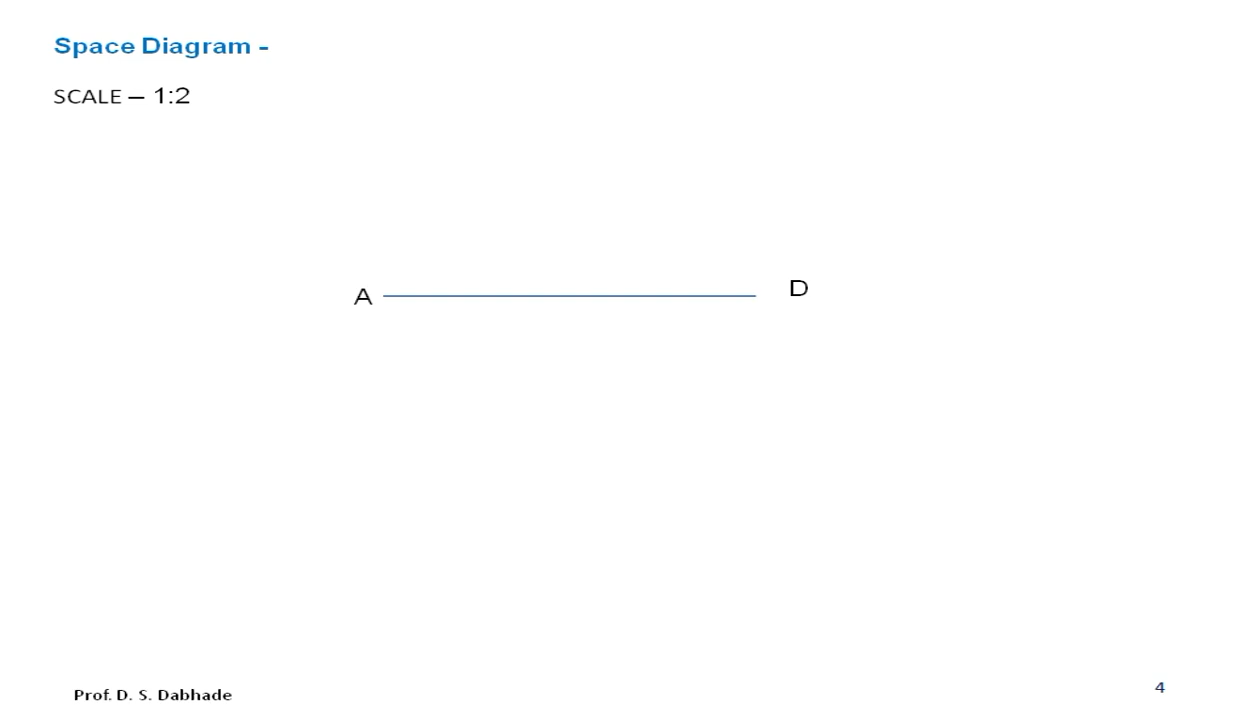 Space Diagram -
SCALE – 1:2
A
D
Prof. D. S. Dabhade
4